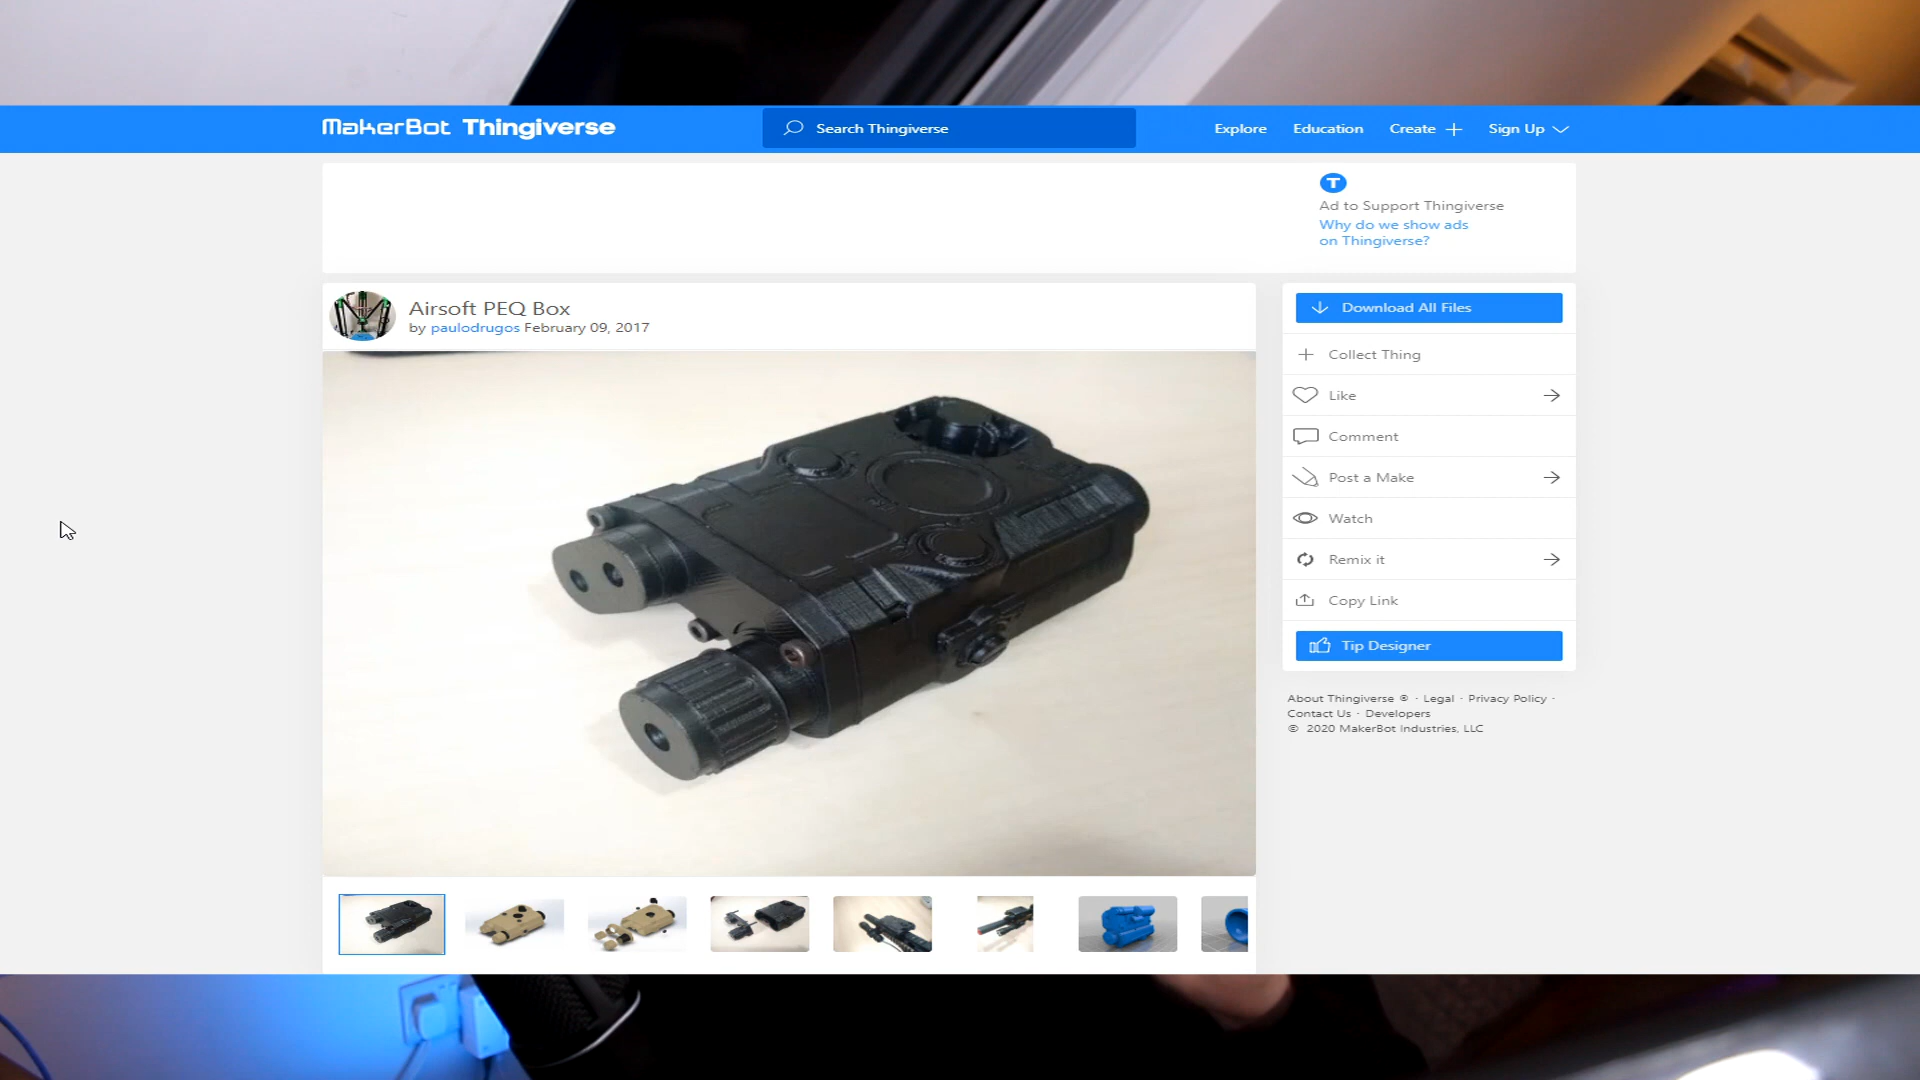 MakerBot Thingiverse
Search Thingiverse
Explore
Education
Create
Sign Up
Ad to Support Thingiverse
Why do we show ads
on Thingiverse?
Airsoft PEQ Box
by paulodrugos February 09, 2017
Download All Files
Collect Thing
Like
Comment
Post a Make
Watch
Remix it
Copy Link
Tip Designer
About Thingiverse ® · Legal · Privacy Policy ·
Contact Us · Developers
© 2020 MakerBot Industries, LLC